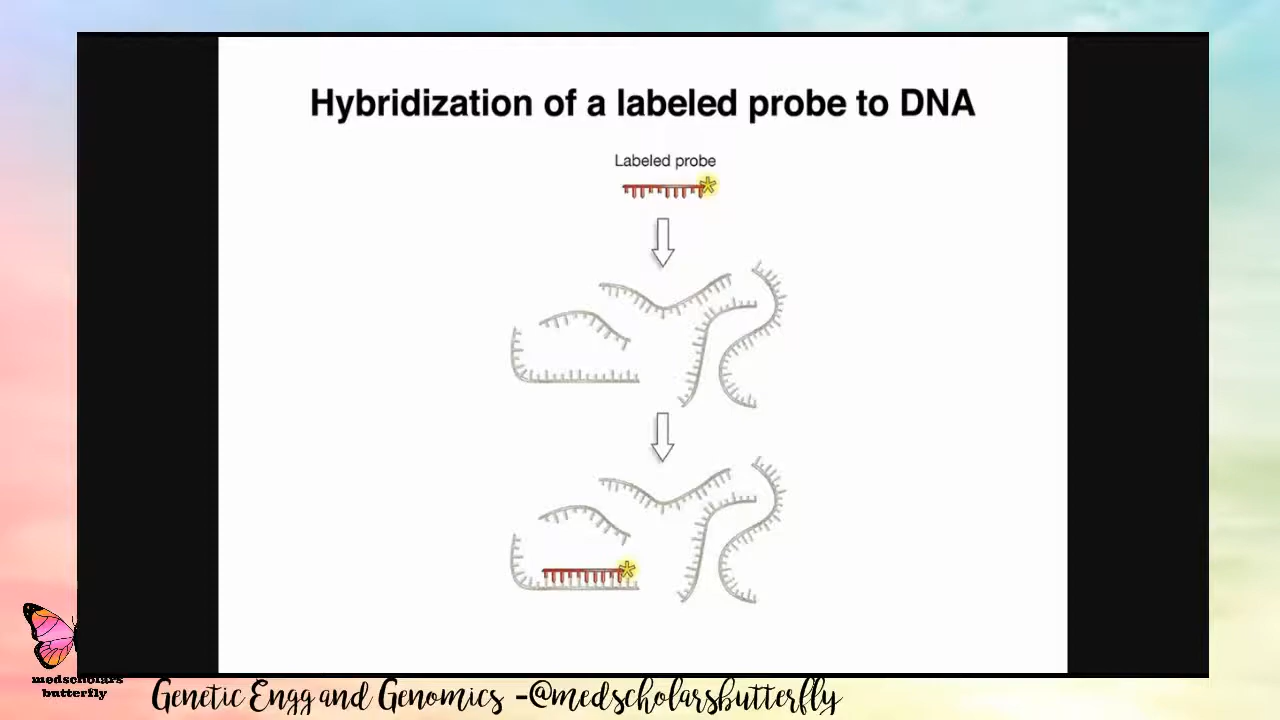 Hybridization of a labeled probe to DNA
Labeled probe
medscholars
butterfly
Genetic Engg and Genomics -@medscholarsbutterfly